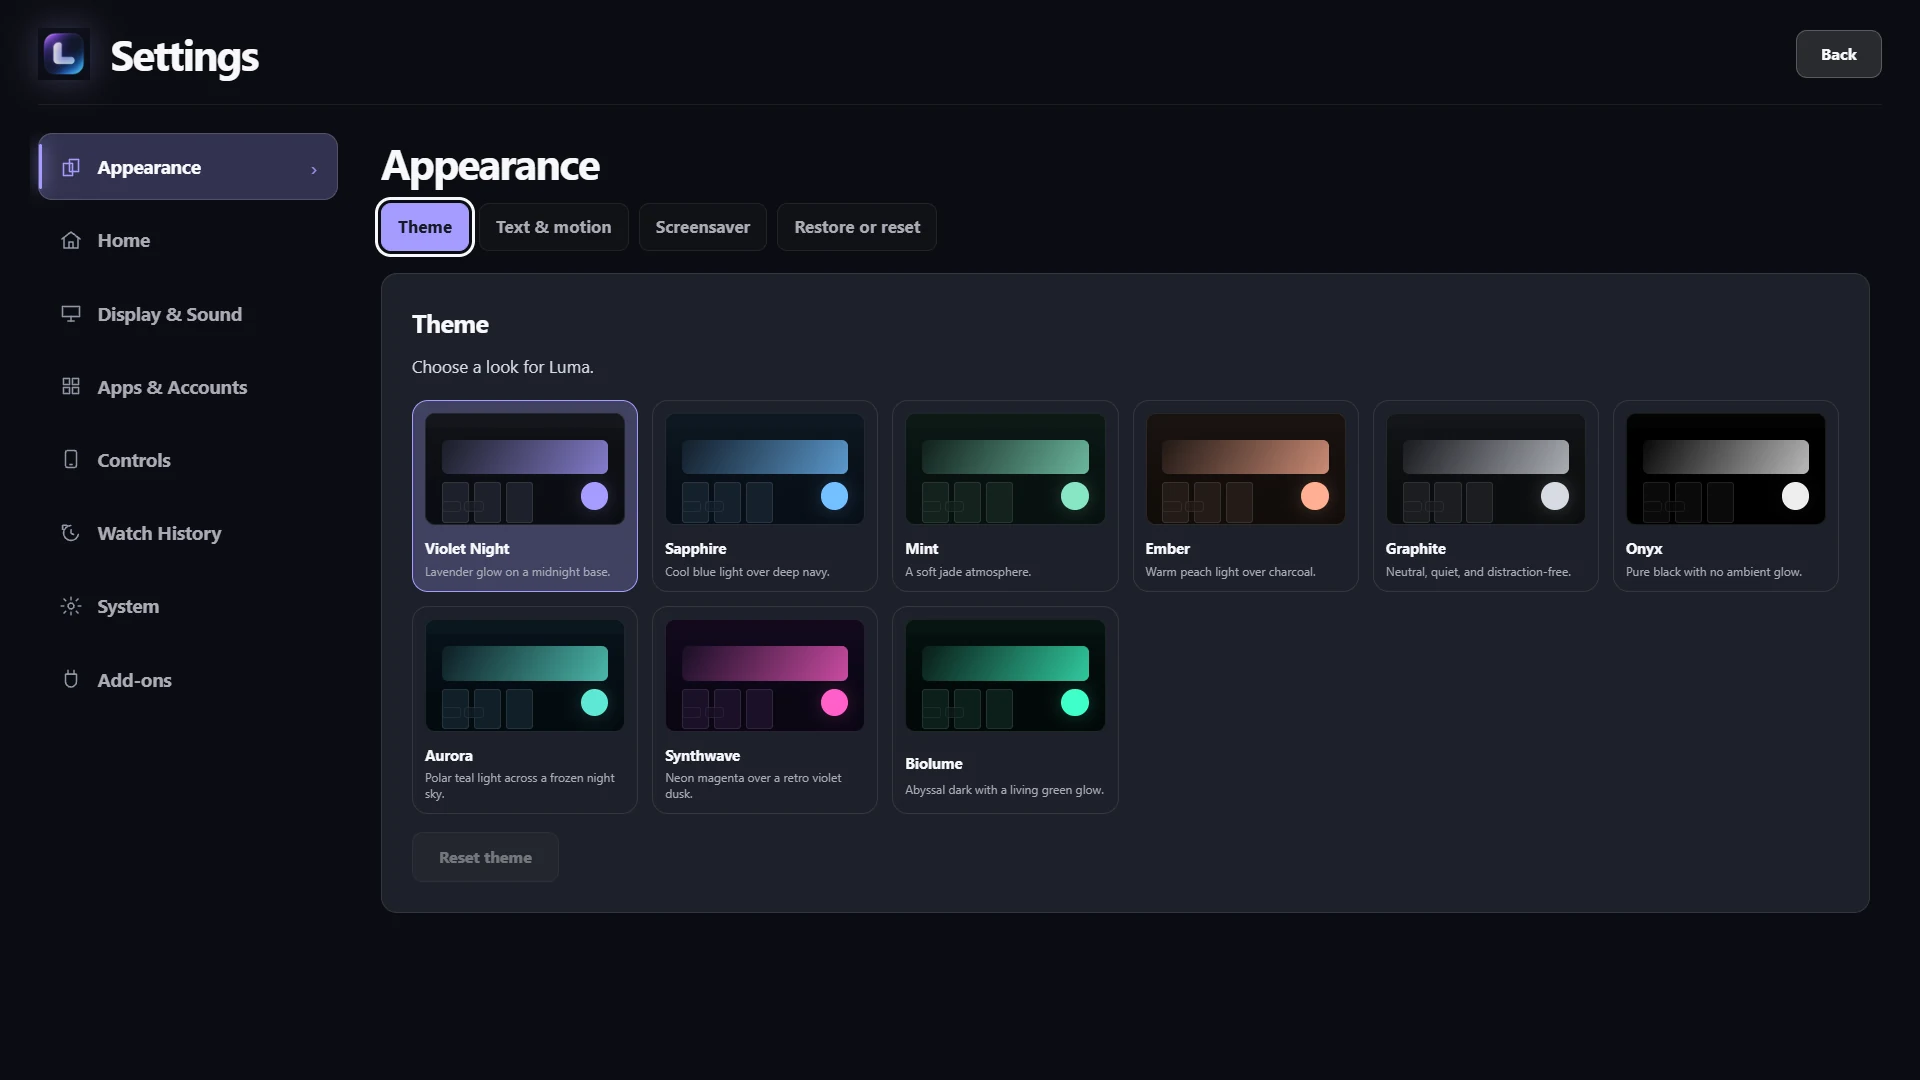 Settings
Back
Appearance
Home
Display & Sound
Apps & Accounts
Controls
Watch History
System
Add-ons
Appearance
Theme
Text & motion
Screensaver
Restore or reset
Theme
Choose a look for Luma.
Violet Night
Lavender glow on a midnight base.
Sapphire
Cool blue light over deep navy.
Mint
A soft jade atmosphere.
Ember
Warm peach light over charcoal.
Graphite
Neutral, quiet, and distraction-free.
Onyx
Pure black with no ambient glow.
Aurora
Polar teal light across a frozen night
sky.
Synthwave
Neon magenta over a retro violet
dusk.
Biolume
Abyssal dark with a living green glow.
Reset theme